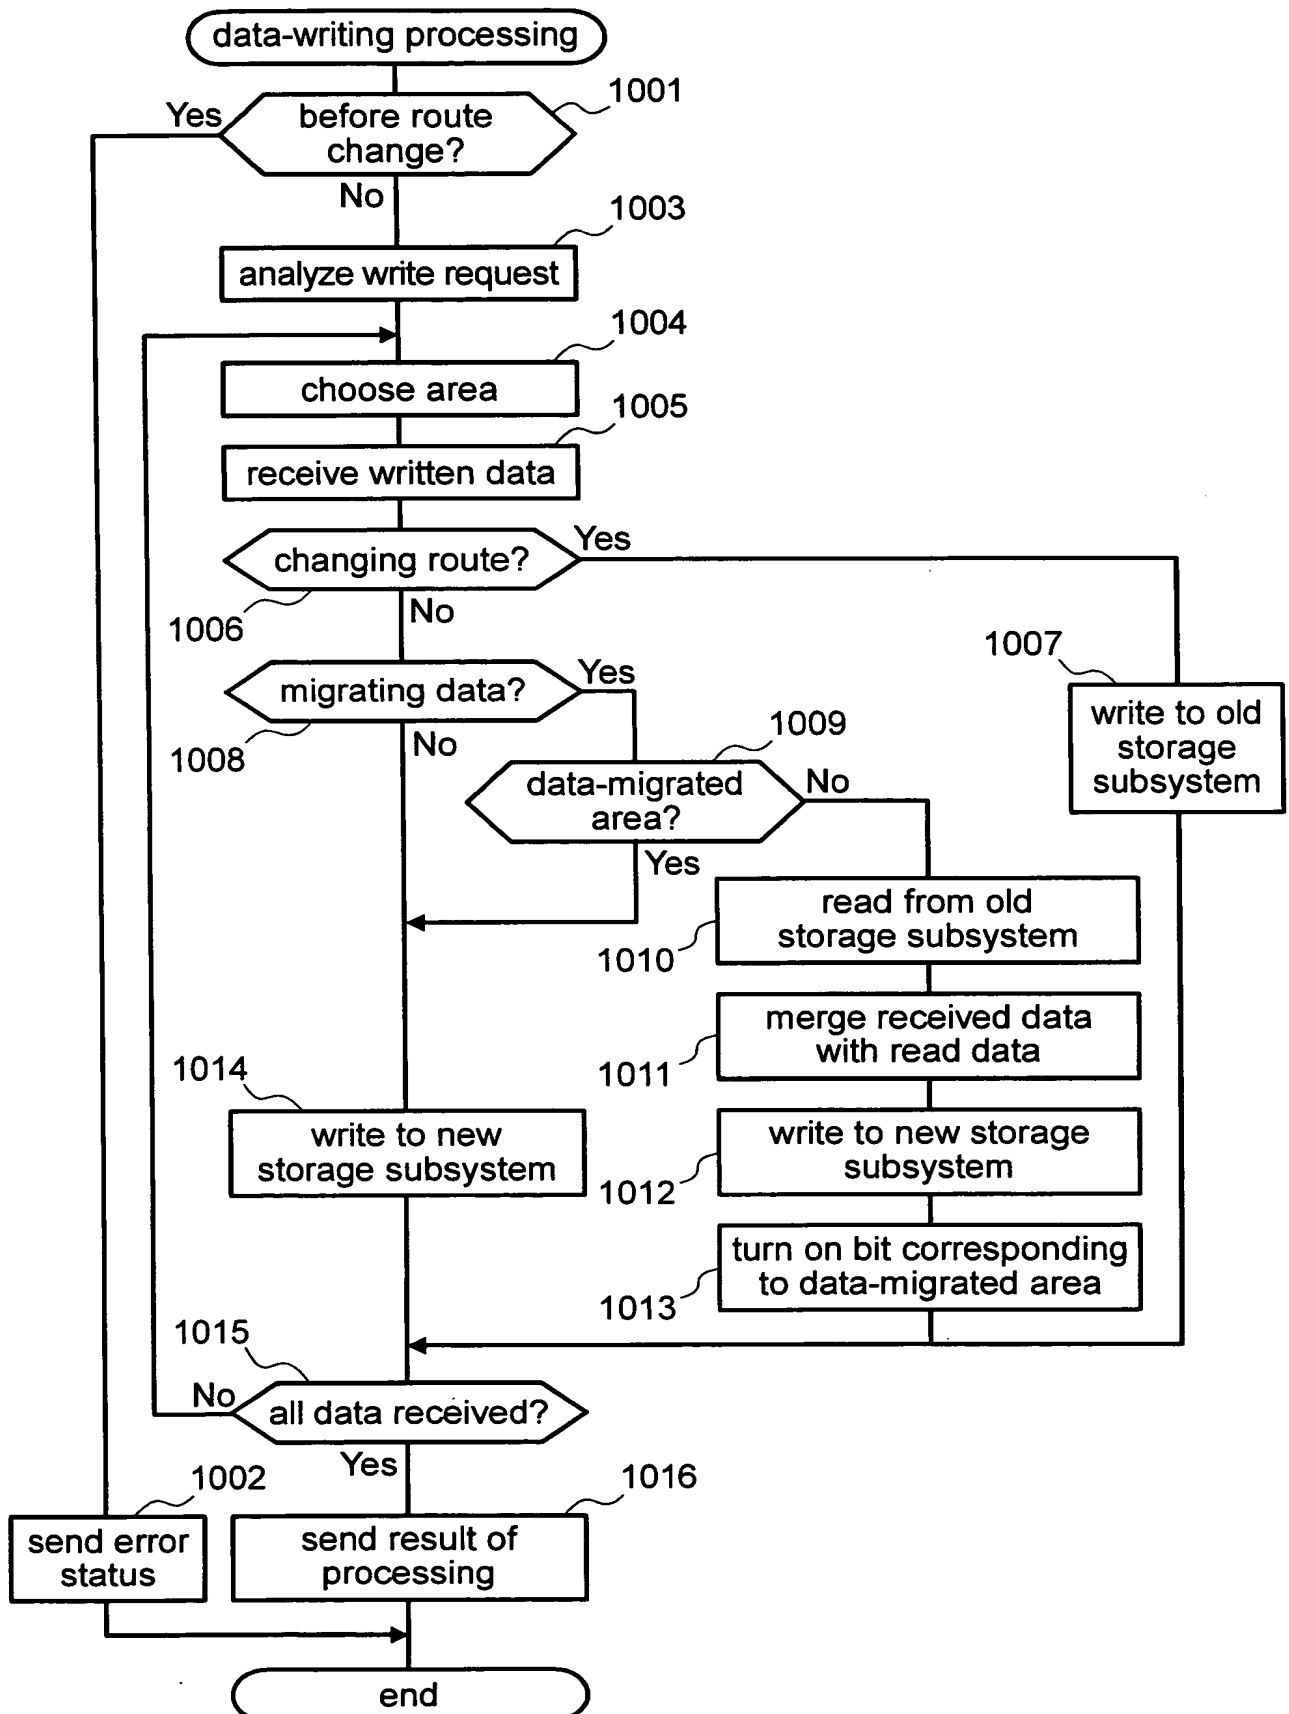 data-writing processing
1001
Yes
before route
change?
No
1003
analyze write request
1004
choose area
1005
receive written data
changing route?
Yes
1006
No
1007
migrating data?
Yes
1008
No
write to old
storage
subsystem
1009
data-migrated
area?
No
Yes
read from old
storage subsystem
1010
merge received data
with read data
1011
1014
write to new
storage subsystem
write to new storage
subsystem
1012
turn on bit corresponding
to data-migrated area
1013
1015
No
all data received?
Yes
1002
1016
send error
status
send result of
processing
end